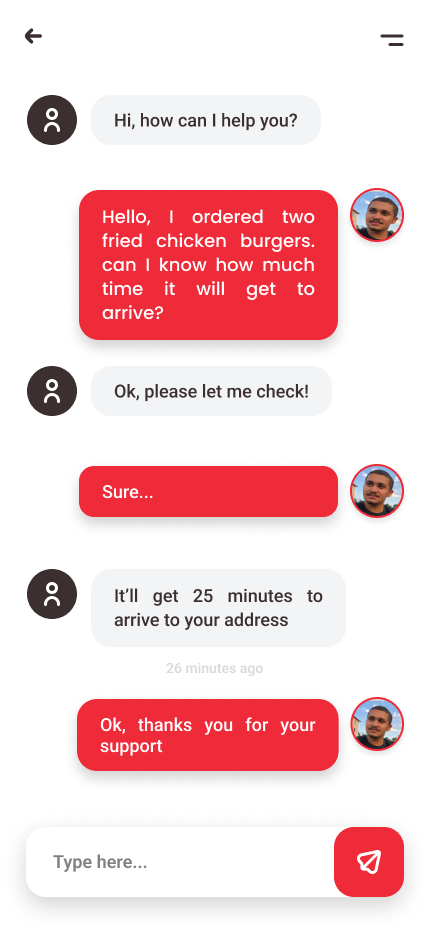 Hi, how can I help you?
Hello, I ordered two
fried chicken burgers.
can I know how much
time it will get to
arrive?
Ok, please let me check!
Sure...
It’ll get 25 minutes to
arrive to your address
26 minutes ago
Ok, thanks you for your
support
Type here...